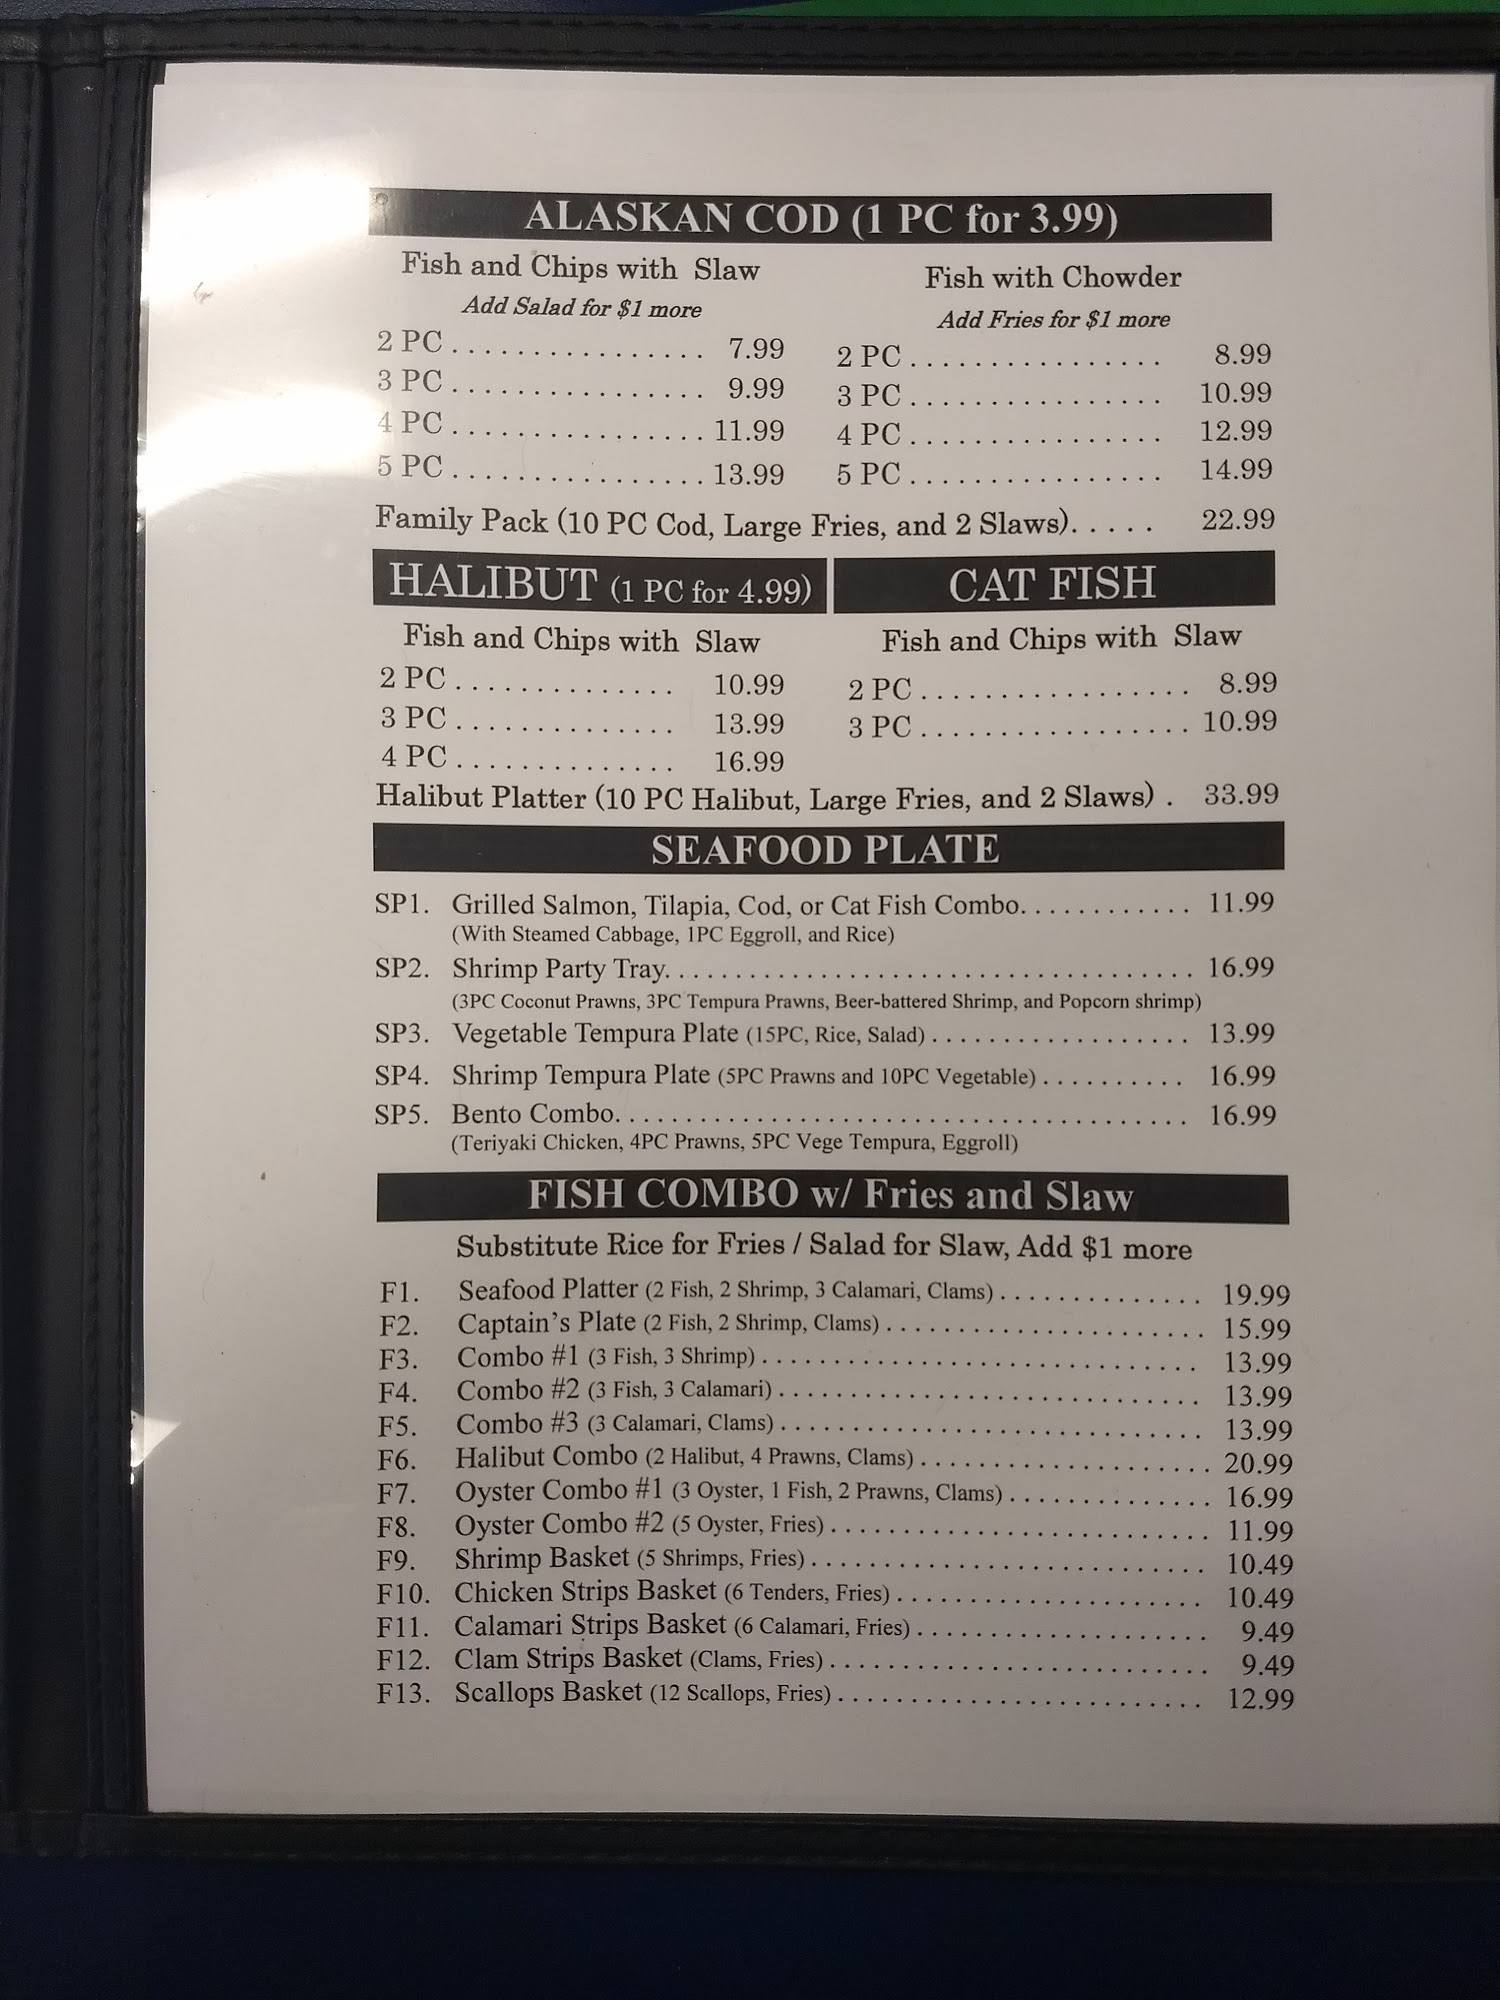 ALASKAN COD (1 PC for 3.99)
Fish and Chips with Slaw
Add Salad for $1 more
2 PC . . . . . . . . . . . . . . . . 7.99
3 PC . . . . . . . . . . . . . . . . 9.99
4 PC . . . . . . . . . . . . . . . . 11.99
5 PC . . . . . . . . . . . . . . . . 13.99
Fish with Chowder
Add Fries for $1 more
2 PC . . . . . . . . . . . . . . . . 8.99
3 PC . . . . . . . . . . . . . . . . 10.99
4 PC . . . . . . . . . . . . . . . . 12.99
5 PC . . . . . . . . . . . . . . . . 14.99
Family Pack (10 PC Cod, Large Fries, and 2 Slaws). . . . . 22.99
HALIBUT (1 PC for 4.99)
Fish and Chips with Slaw
2 PC . . . . . . . . . . . . . . 10.99
3 PC . . . . . . . . . . . . . . 13.99
4 PC . . . . . . . . . . . . . . 16.99
CAT FISH
Fish and Chips with Slaw
2 PC . . . . . . . . . . . . . . . . . 8.99
3 PC . . . . . . . . . . . . . . . . . 10.99
Halibut Platter (10 PC Halibut, Large Fries, and 2 Slaws) . 33.99
SEAFOOD PLATE
SP1. Grilled Salmon, Tilapia, Cod, or Cat Fish Combo. . . . . . . . . . . . 11.99
(With Steamed Cabbage, 1PC Eggroll, and Rice)
SP2. Shrimp Party Tray. . . . . . . . . . . . . . . . . . . . . . . . . . . . . . . . . . . . . 16.99
(3PC Coconut Prawns, 3PC Tempura Prawns, Beer-battered Shrimp, and Popcorn shrimp)
SP3. Vegetable Tempura Plate (15PC, Rice, Salad) . . . . . . . . . . . . . . . . . . 13.99
SP4. Shrimp Tempura Plate (5PC Prawns and 10PC Vegetable) . . . . . . . . . . 16.99
SP5. Bento Combo. . . . . . . . . . . . . . . . . . . . . . . . . . . . . . . . . . . . . . . . 16.99
(Teriyaki Chicken, 4PC Prawns, 5PC Vege Tempura, Eggroll)
FISH COMBO w/ Fries and Slaw
Substitute Rice for Fries / Salad for Slaw, Add $1 more
F1. Seafood Platter (2 Fish, 2 Shrimp, 3 Calamari, Clams) . . . . . . . . . . . . . . 19.99
F2. Captain's Plate (2 Fish, 2 Shrimp, Clams) . . . . . . . . . . . . . . . . . . . . . . 15.99
F3. Combo #1 (3 Fish, 3 Shrimp) . . . . . . . . . . . . . . . . . . . . . . . . . . . . . . 13.99
F4. Combo #2 (3 Fish, 3 Calamari) . . . . . . . . . . . . . . . . . . . . . . . . . . . . . 13.99
F5. Combo #3 (3 Calamari, Clams) . . . . . . . . . . . . . . . . . . . . . . . . . . . . . 13.99
F6. Halibut Combo (2 Halibut, 4 Prawns, Clams) . . . . . . . . . . . . . . . . . . . . 20.99
F7. Oyster Combo #1 (3 Oyster, 1 Fish, 2 Prawns, Clams) . . . . . . . . . . . . . . 16.99
F8. Oyster Combo #2 (5 Oyster, Fries) . . . . . . . . . . . . . . . . . . . . . . . . . . 11.99
F9. Shrimp Basket (5 Shrimps, Fries) . . . . . . . . . . . . . . . . . . . . . . . . . . . 10.49
F10. Chicken Strips Basket (6 Tenders, Fries) . . . . . . . . . . . . . . . . . . . . . 10.49
F11. Calamari Strips Basket (6 Calamari, Fries) . . . . . . . . . . . . . . . . . . . . 9.49
F12. Clam Strips Basket (Clams, Fries) . . . . . . . . . . . . . . . . . . . . . . . . . . 9.49
F13. Scallops Basket (12 Scallops, Fries) . . . . . . . . . . . . . . . . . . . . . . . . . 12.99